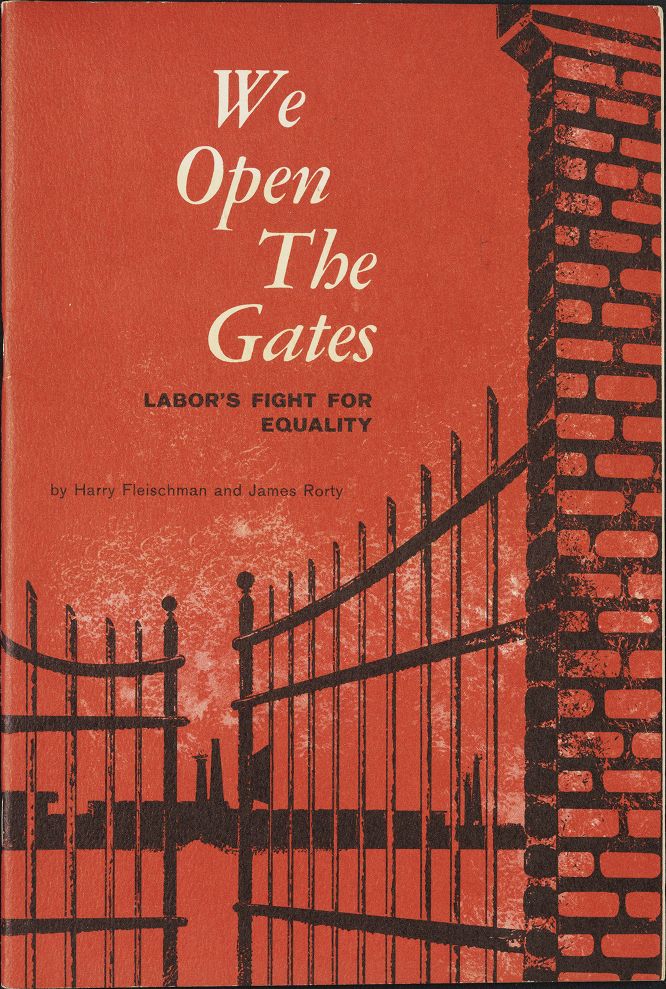 We
Open
The
Gates
LABOR'S FIGHT FOR
EQUALITY
by Harry Fleischman and James Rorty